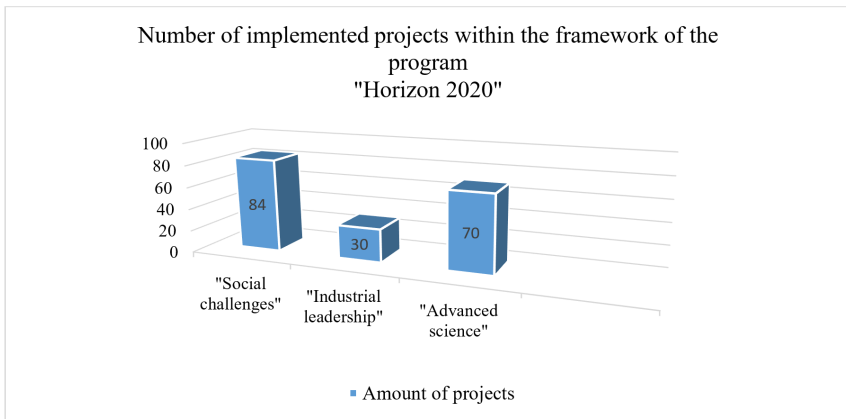 Number of implemented projects within the framework of the
program
"Horizon 2020"
100
80
60
40
20
0
84
30
70
"Social
challenges"
"Industrial
leadership"
"Advanced
science"
Amount of projects